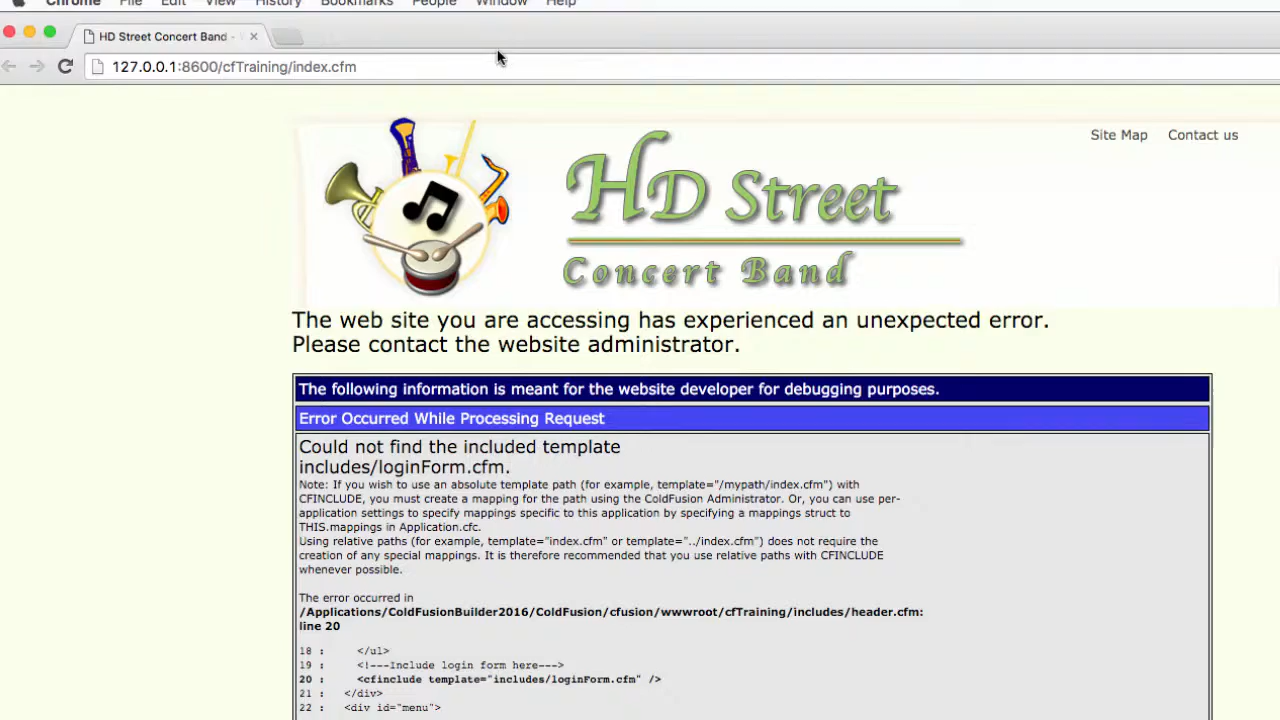 Chrome File Edit View History Bookmarks People Window Help
HD Street Concert Band -
127.0.0.1:8600/cfTraining/index.cfm
Site Map Contact us
HD Street
Concert Band
The web site you are accessing has experienced an unexpected error.
Please contact the website administrator.
The following information is meant for the website developer for debugging purposes.
Error Occurred While Processing Request
Could not find the included template
includes/loginForm.cfm.
Note: If you wish to use an absolute template path (for example, template="/mypath/index.cfm") with
CFINCLUDE, you must create a mapping for the path using the ColdFusion Administrator. Or, you can use per-
application settings to specify mappings specific to this application by specifying a mappings struct to
THIS.mappings in Application.cfc.
Using relative paths (for example, template="index.cfm" or template="../index.cfm") does not require the
creation of any special mappings. It is therefore recommended that you use relative paths with CFINCLUDE
whenever possible.
The error occurred in
/Applications/ColdFusionBuilder2016/ColdFusion/cfusion/wwwroot/cfTraining/includes/header.cfm:
line 20
18 : </ul>
19 : <!---Include login form here--->
20 : <cfinclude template="includes/loginForm.cfm" />
21 : </div>
22 : <div id="menu">